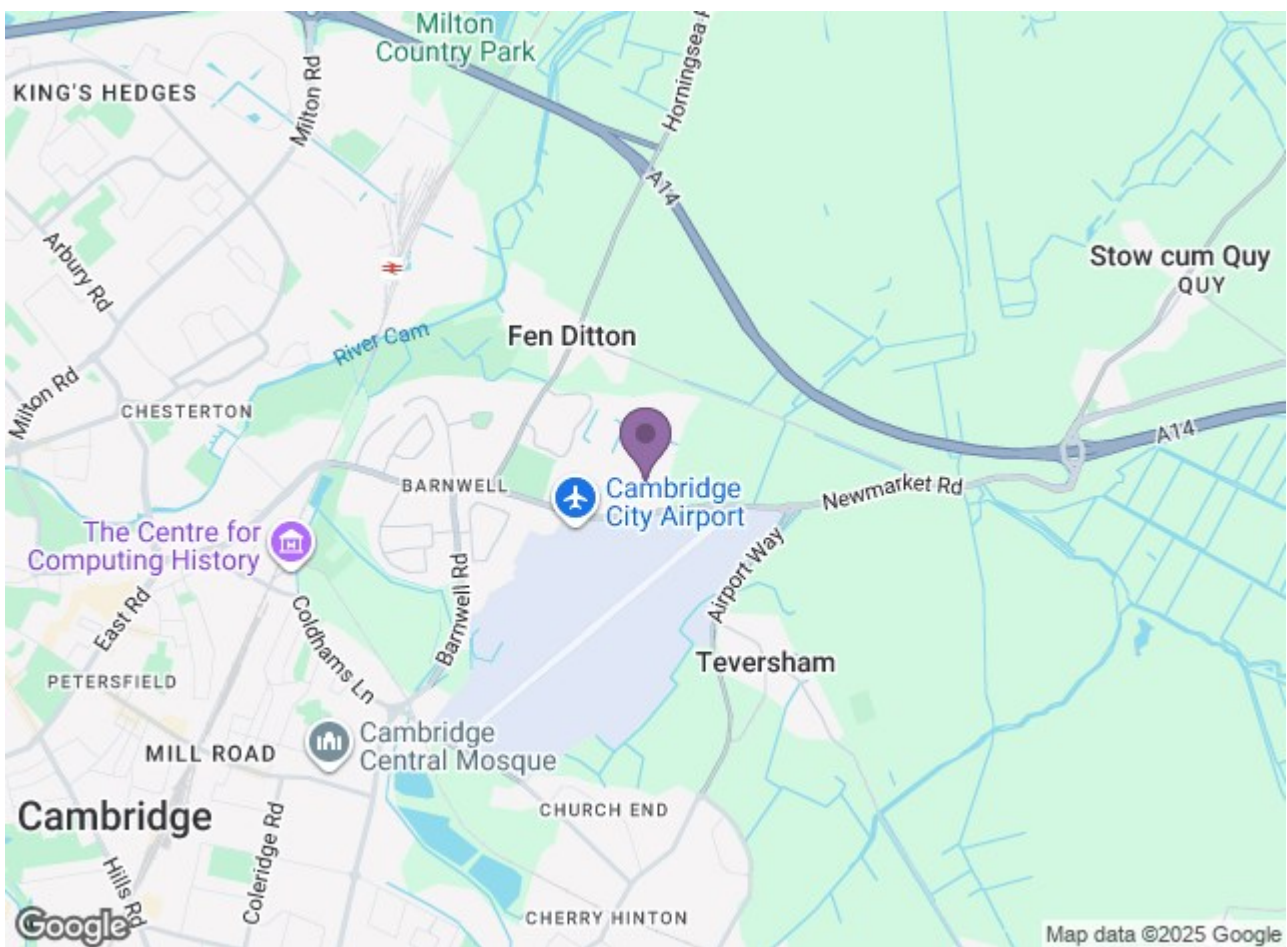 Milton
Country Park
KING'S HEDGES
Milton Rd
Horningsea
A14
Arbury Rd
Stow cum Quy
QUY
River Cam
Fen Ditton
Milton Rd
CHESTERTON
A14
BARNWELL
Cambridge
City Airport
Newmarket Rd
The Centre for
Computing History
Airport Way
Barnwell Rd
East Rd
Coldhams Ln
Teversham
PETERSFIELD
Cambridge
Central Mosque
MILL ROAD
Cambridge
CHURCH END
Coleridge Rd
Hills Rd
CHERRY HINTON
Google
Map data ©2025 Google